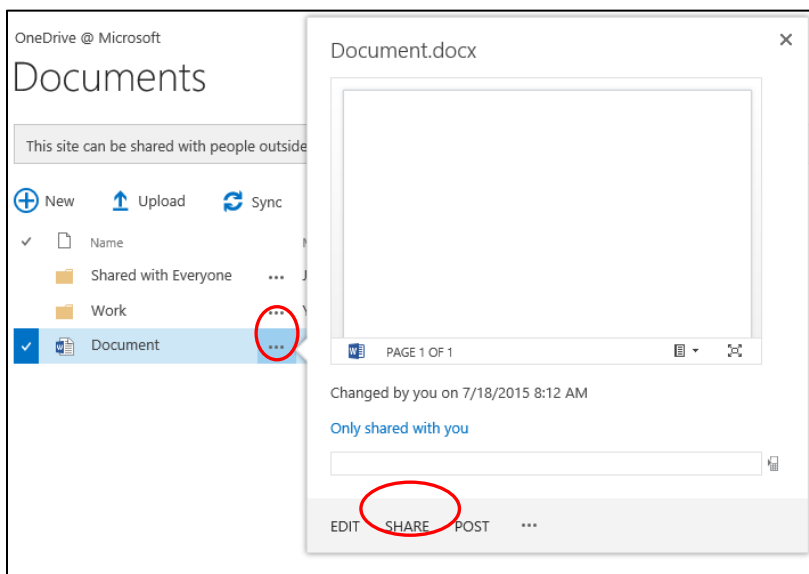 OneDrive @ Microsoft
Documents
This site can be shared with people outside
New Upload Sync
Name
Shared with Everyone ... J
Work ...
Document ...
Document.docx
PAGE 1 OF 1
Changed by you on 7/18/2015 8:12 AM
Only shared with you
EDIT SHARE POST ...